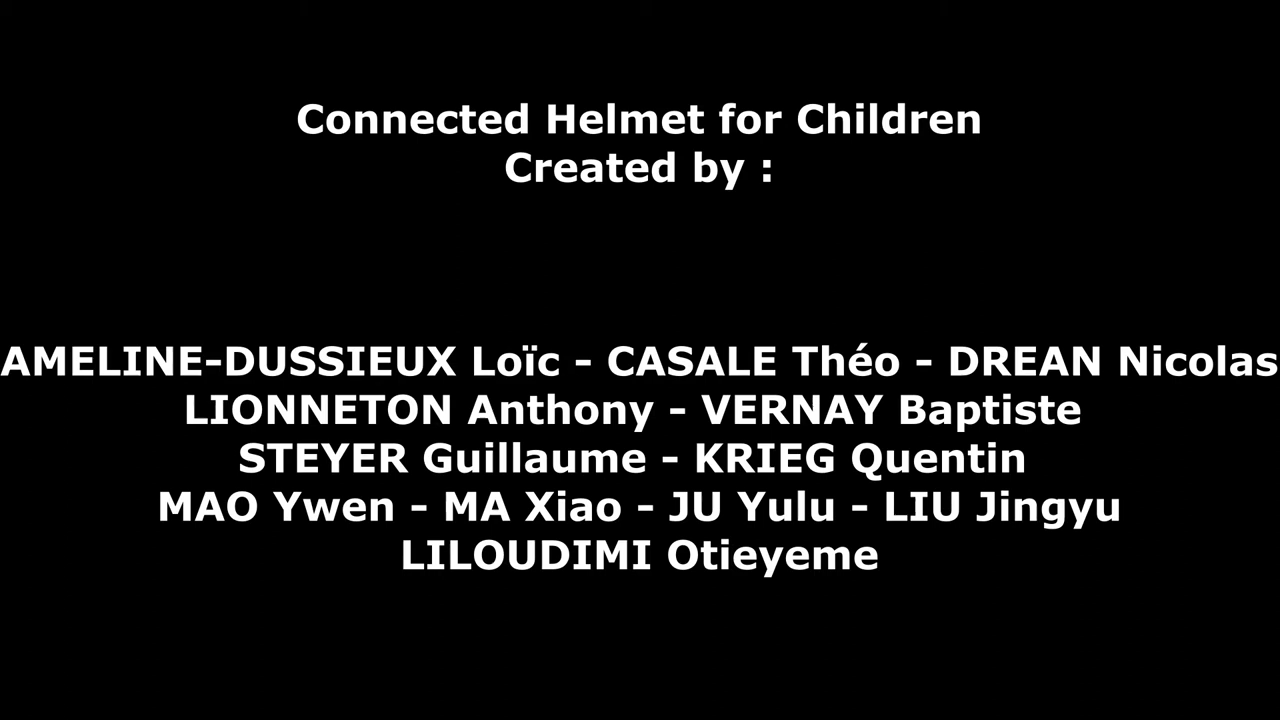 Connected Helmet for Children
Created by :
AMELINE-DUSSIEUX Loïc - CASALE Théo - DREAN Nicolas
LIONNETON Anthony - VERNAY Baptiste
STEYER Guillaume - KRIEG Quentin
MAO Ywen - MA Xiao - JU Yulu - LIU Jingyu
LILOUDIMI Otieyeme